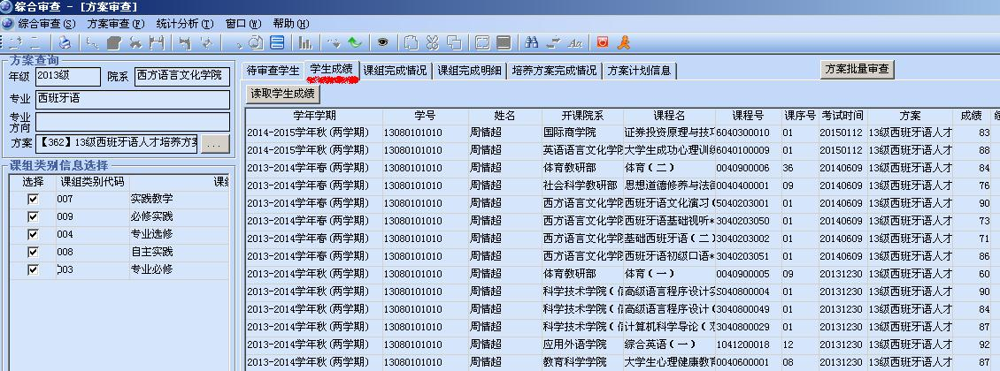 综合审查 - [方案审查]
综合审查(S) 方案审查(F) 统计分析(T) 窗口(W) 帮助(H)
方案查询
年级 2013级 院系 西方语言文化学院
专业 西班牙语
专业方向
方案 【362】13级西班牙语人才培养方案 ...
课组类别信息选择
选择 课组类别代码
007 实践教学
009 必修实践
004 专业选修
008 自主实践
003 专业必修
待审查学生 学生成绩 课组完成情况 课组完成明细 培养方案完成情况 方案计划信息 方案批量审查
读取学生成绩
学年学期 学号 姓名 开课院系 课程名 课程号 课序号 考试时间 方案 成绩
2014-2015学年秋(两学期) 13080101010 周情超 国际商学院 证券投资原理与技 6040300010 01 20150112 13级西班牙语人才 83
2014-2015学年秋(两学期) 13080101010 周情超 英语语言文化学 大学生成功心理训 6040100009 01 20150112 13级西班牙语人才 88
2013-2014学年春(两学期) 13080101010 周情超 体育教研部 体育(二) 0040900006 36 20140609 13级西班牙语人才 84
2013-2014学年春(两学期) 13080101010 周情超 社会科学教研部 思想道德修养与法 0040400001 09 20140609 13级西班牙语人才 76
2013-2014学年春(两学期) 13080101010 周情超 西方语言文化学 西班牙语文化演习( 5040203001 01 20140609 13级西班牙语人才 90
2013-2014学年春(两学期) 13080101010 周情超 西方语言文化学 西班牙语基础视听* 3040203050 01 20140609 13级西班牙语人才 73
2013-2014学年春(两学期) 13080101010 周情超 西方语言文化学 基础西班牙语(二) 3040203002 01 20140609 13级西班牙语人才 71
2013-2014学年春(两学期) 13080101010 周情超 西方语言文化学 西班牙语初级口语* 3040203051 01 20140609 13级西班牙语人才 86
2013-2014学年秋(两学期) 13080101010 周情超 体育教研部 体育(一) 0040900005 09 20131230 13级西班牙语人才 60
2013-2014学年秋(两学期) 13080101010 周情超 科学技术学院( 高级语言程序设计 5040800004 01 20131230 13级西班牙语人才 90
2013-2014学年秋(两学期) 13080101010 周情超 科学技术学院( 高级语言程序设计( 3040800049 01 20131230 13级西班牙语人才 84
2013-2014学年秋(两学期) 13080101010 周情超 科学技术学院( 计算机科学导论( 3040800029 01 20131230 13级西班牙语人才 87
2013-2014学年秋(两学期) 13080101010 周情超 应用外语学院 综合英语(一) 1041200018 12 20131230 13级西班牙语人才 92
2013-2014学年秋(两学期) 13080101010 周情超 教育科学学院 大学生心理健康教 0040600001 08 20131230 13级西班牙语人才 87